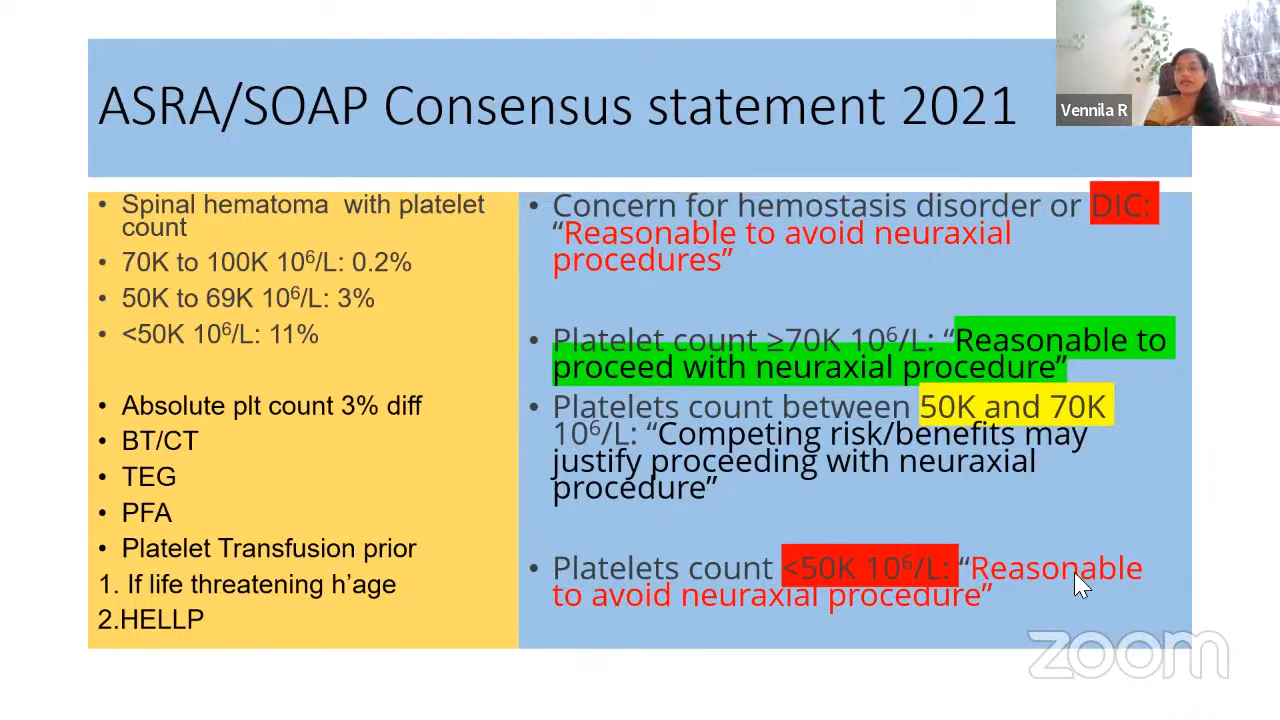 ASRA/SOAP Consensus statement 2021
Vennila R
• Spinal hematoma with platelet
count
• 70K to 100K 10⁶/L: 0.2%
• 50K to 69K 10⁶/L: 3%
• <50K 10⁶/L: 11%
• Absolute plt count 3% diff
• BT/CT
• TEG
• PFA
• Platelet Transfusion prior
1. If life threatening h’age
2.HELLP
• Concern for hemostasis disorder or DIC:
“Reasonable to avoid neuraxial
procedures”
• Platelet count ≥70K 10⁶/L: “Reasonable to
proceed with neuraxial procedure”
• Platelets count between 50K and 70K
10⁶/L: “Competing risk/benefits may
justify proceeding with neuraxial
procedure”
• Platelets count <50K 10⁶/L: “Reasonable
to avoid neuraxial procedure”
zoom